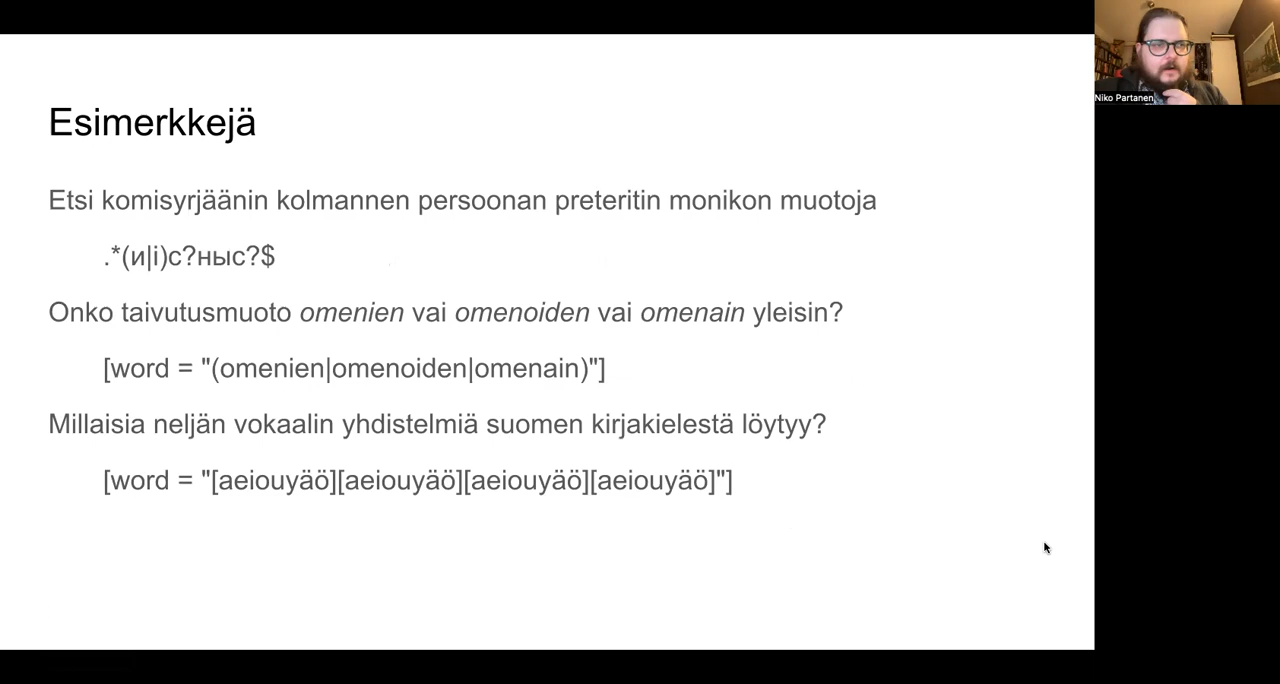 Esimerkkejä
Etsi komisyrjäänin kolmannen persoonan preteritin monikon muotoja
.*(и|і)с?ныс?$
Onko taivutusmuoto omenien vai omenoiden vai omenain yleisin?
[word = "(omenien|omenoiden|omenain)"]
Millaisia neljän vokaalin yhdistelmiä suomen kirjakielestä löytyy?
[word = "[aeiouyäö][aeiouyäö][aeiouyäö][aeiouyäö]"]
Niko Partanen